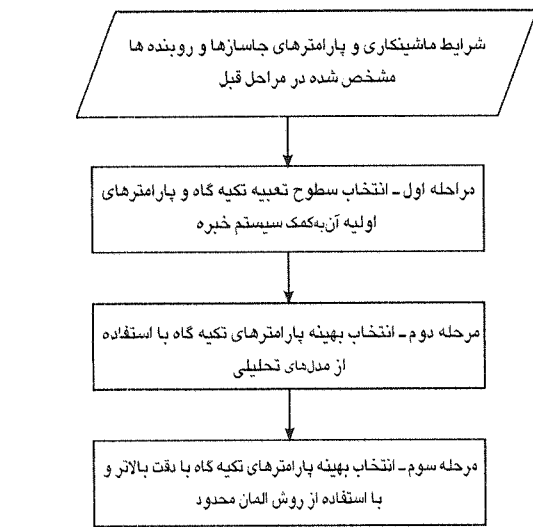 شرایط ماشینکاری و پارامترهای جاسازها و روبنده ها
مشخص شده در مراحل قبل
مراحله اول ـ انتخاب سطوح تعبیه تکیه گاه و پارامترهای
اولیه آن به‌کمک سیستم خبره
مرحله دوم ـ انتخاب بهینه پارامترهای تکیه گاه با استفاده
از مدل‌های تحلیلی
مرحله سوم ـ انتخاب بهینه پارامترهای تکیه گاه با دقت بالاتر و
با استفاده از روش المان محدود